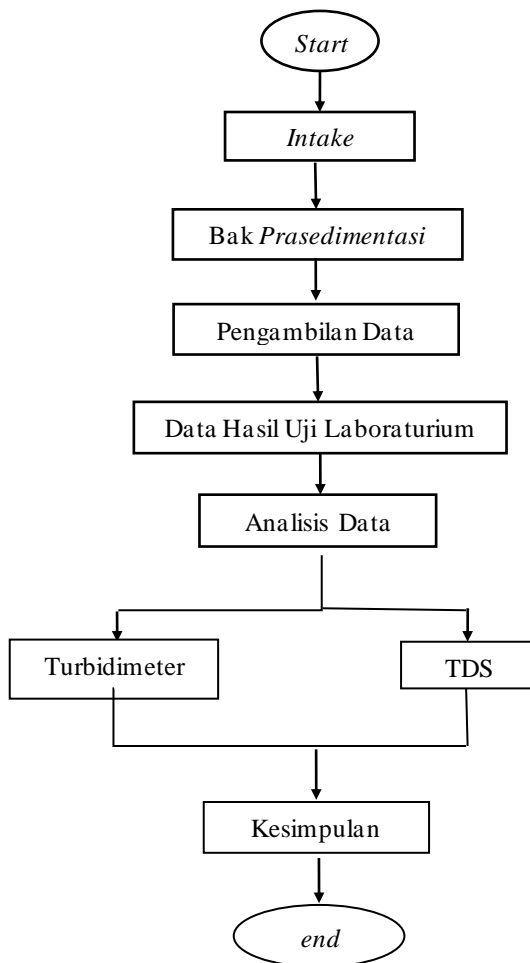 Start
Intake
Bak Prasedimentasi
Pengambilan Data
Data Hasil Uji Laboraturium
Analisis Data
Turbidimeter
TDS
Kesimpulan
end